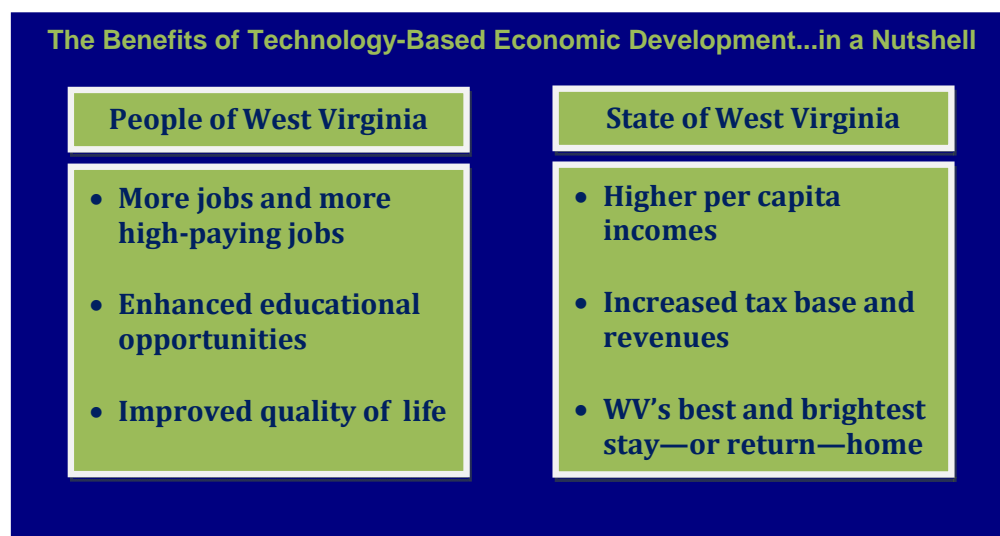 The Benefits of Technology-Based Economic Development...in a Nutshell
People of West Virginia
• More jobs and more
high-paying jobs
• Enhanced educational
opportunities
• Improved quality of life
State of West Virginia
• Higher per capita
incomes
• Increased tax base and
revenues
• WV’s best and brightest
stay—or return—home